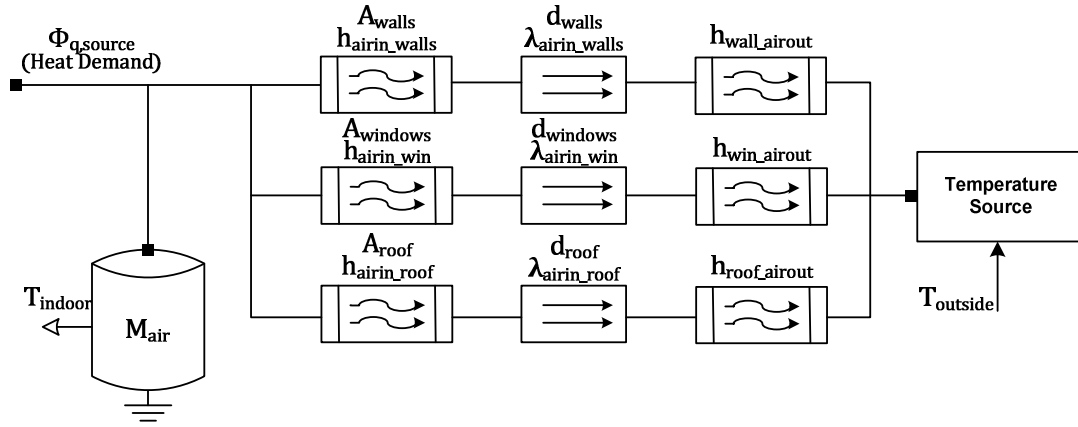 Φq,source
(Heat Demand)
Awalls
hairin_walls
dwalls
λairin_walls
hwall_airout
Awindows
hairin_win
dwindows
λairin_win
hwin_airout
Temperature
Source
Aroof
hairin_roof
droof
λairin_roof
hroof_airout
Tindoor
Mair
Toutside